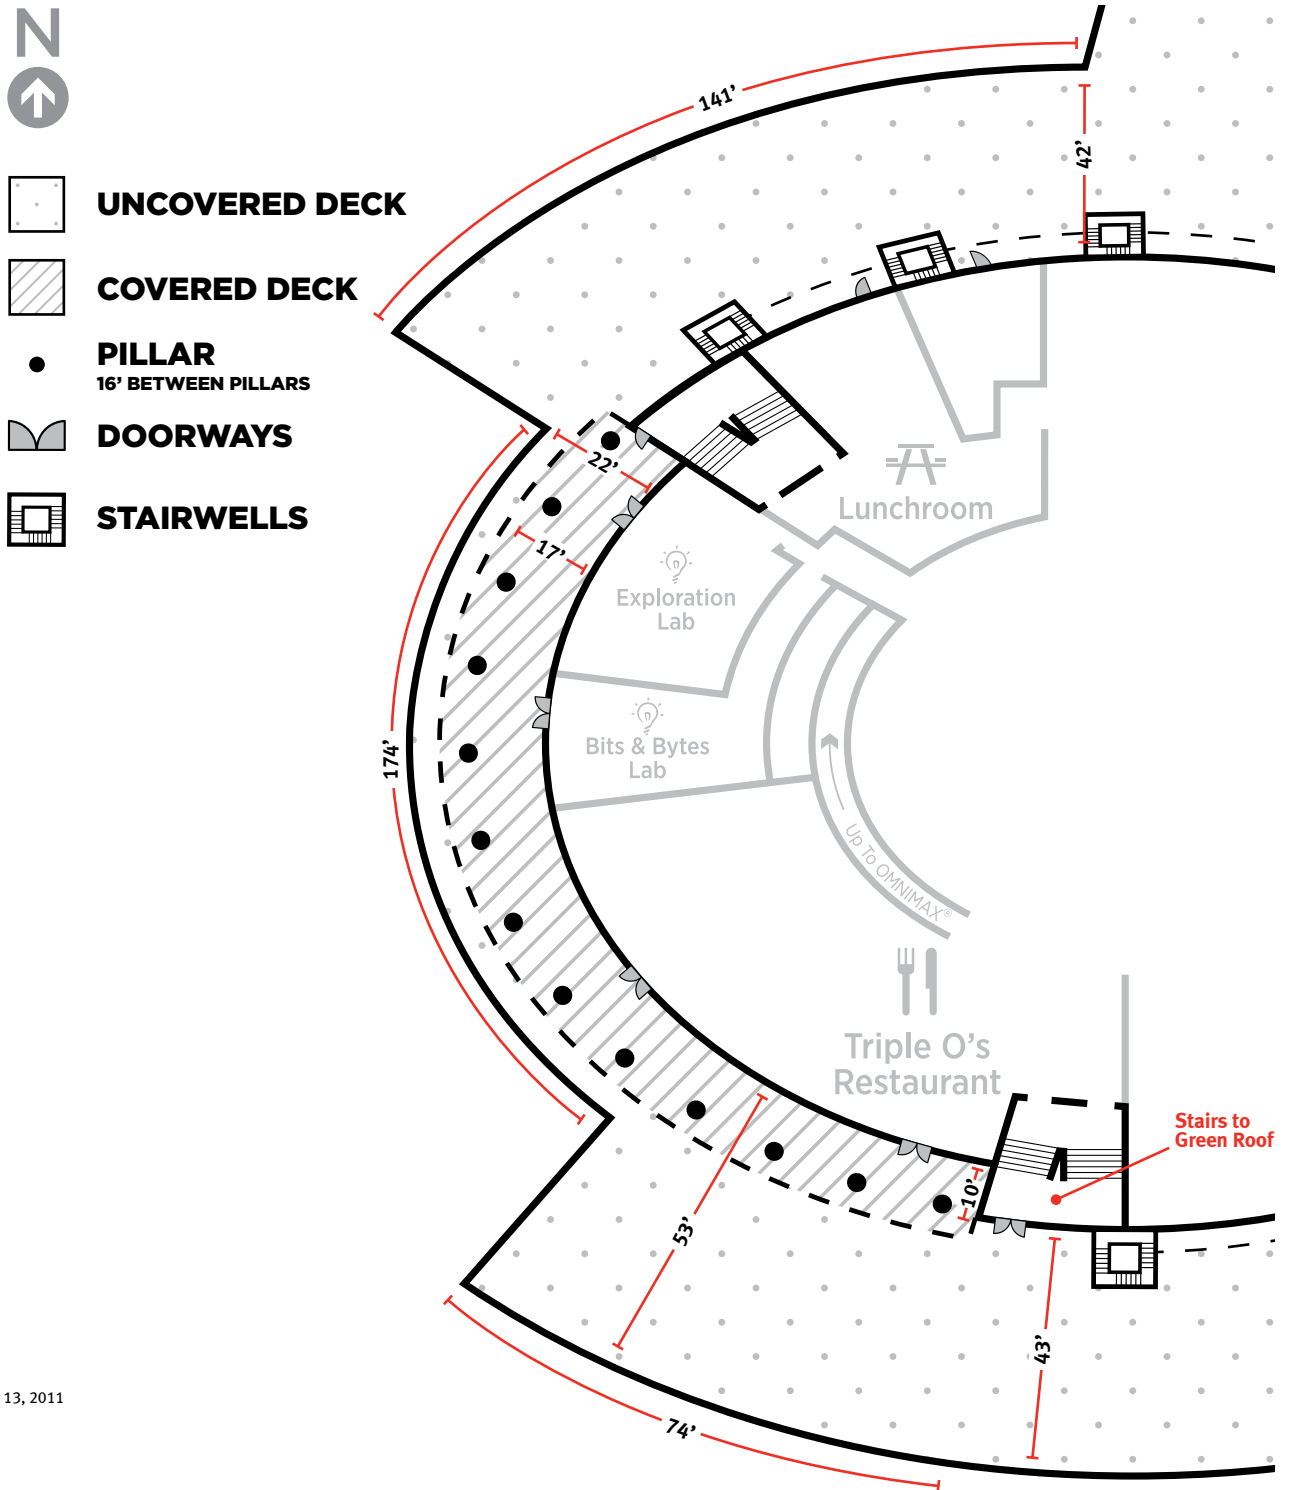 N
UNCOVERED DECK
COVERED DECK
PILLAR
16’ BETWEEN PILLARS
DOORWAYS
STAIRWELLS
141’
42’
22’
17’
174’
Lunchroom
Exploration
Lab
Bits & Bytes
Lab
Up To OMNIMAX®
Triple O’s
Restaurant
Stairs to
Green Roof
10’
53’
43’
74’
13, 2011